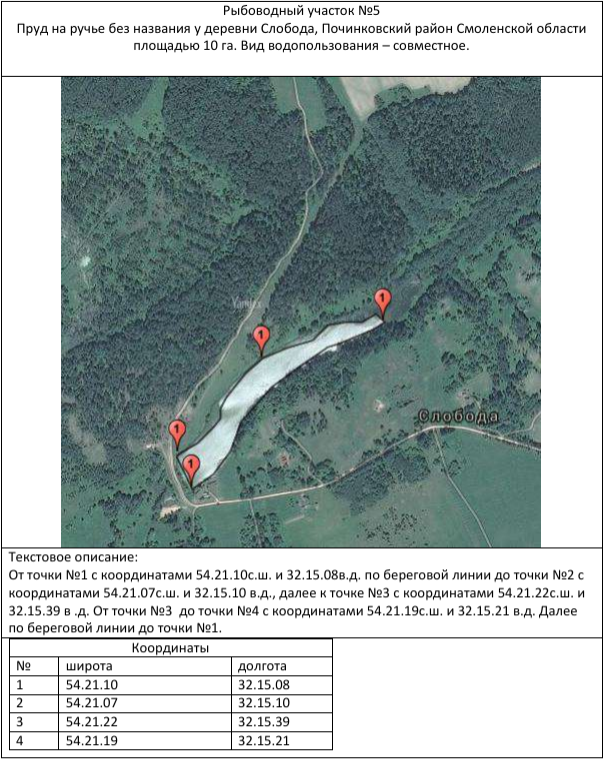 Рыбоводный участок №5
Пруд на ручье без названия у деревни Слобода, Починковский район Смоленской области
площадью 10 га. Вид водопользования – совместное.
Yandex
1
1
Слобода
1
1
Текстовое описание:
От точки №1 с координатами 54.21.10с.ш. и 32.15.08в.д. по береговой линии до точки №2 с
координатами 54.21.07с.ш. и 32.15.10 в.д., далее к точке №3 с координатами 54.21.22с.ш. и
32.15.39 в .д. От точки №3 до точки №4 с координатами 54.21.19с.ш. и 32.15.21 в.д. Далее
по береговой линии до точки №1.
Координаты
№ широта долгота
1 54.21.10 32.15.08
2 54.21.07 32.15.10
3 54.21.22 32.15.39
4 54.21.19 32.15.21